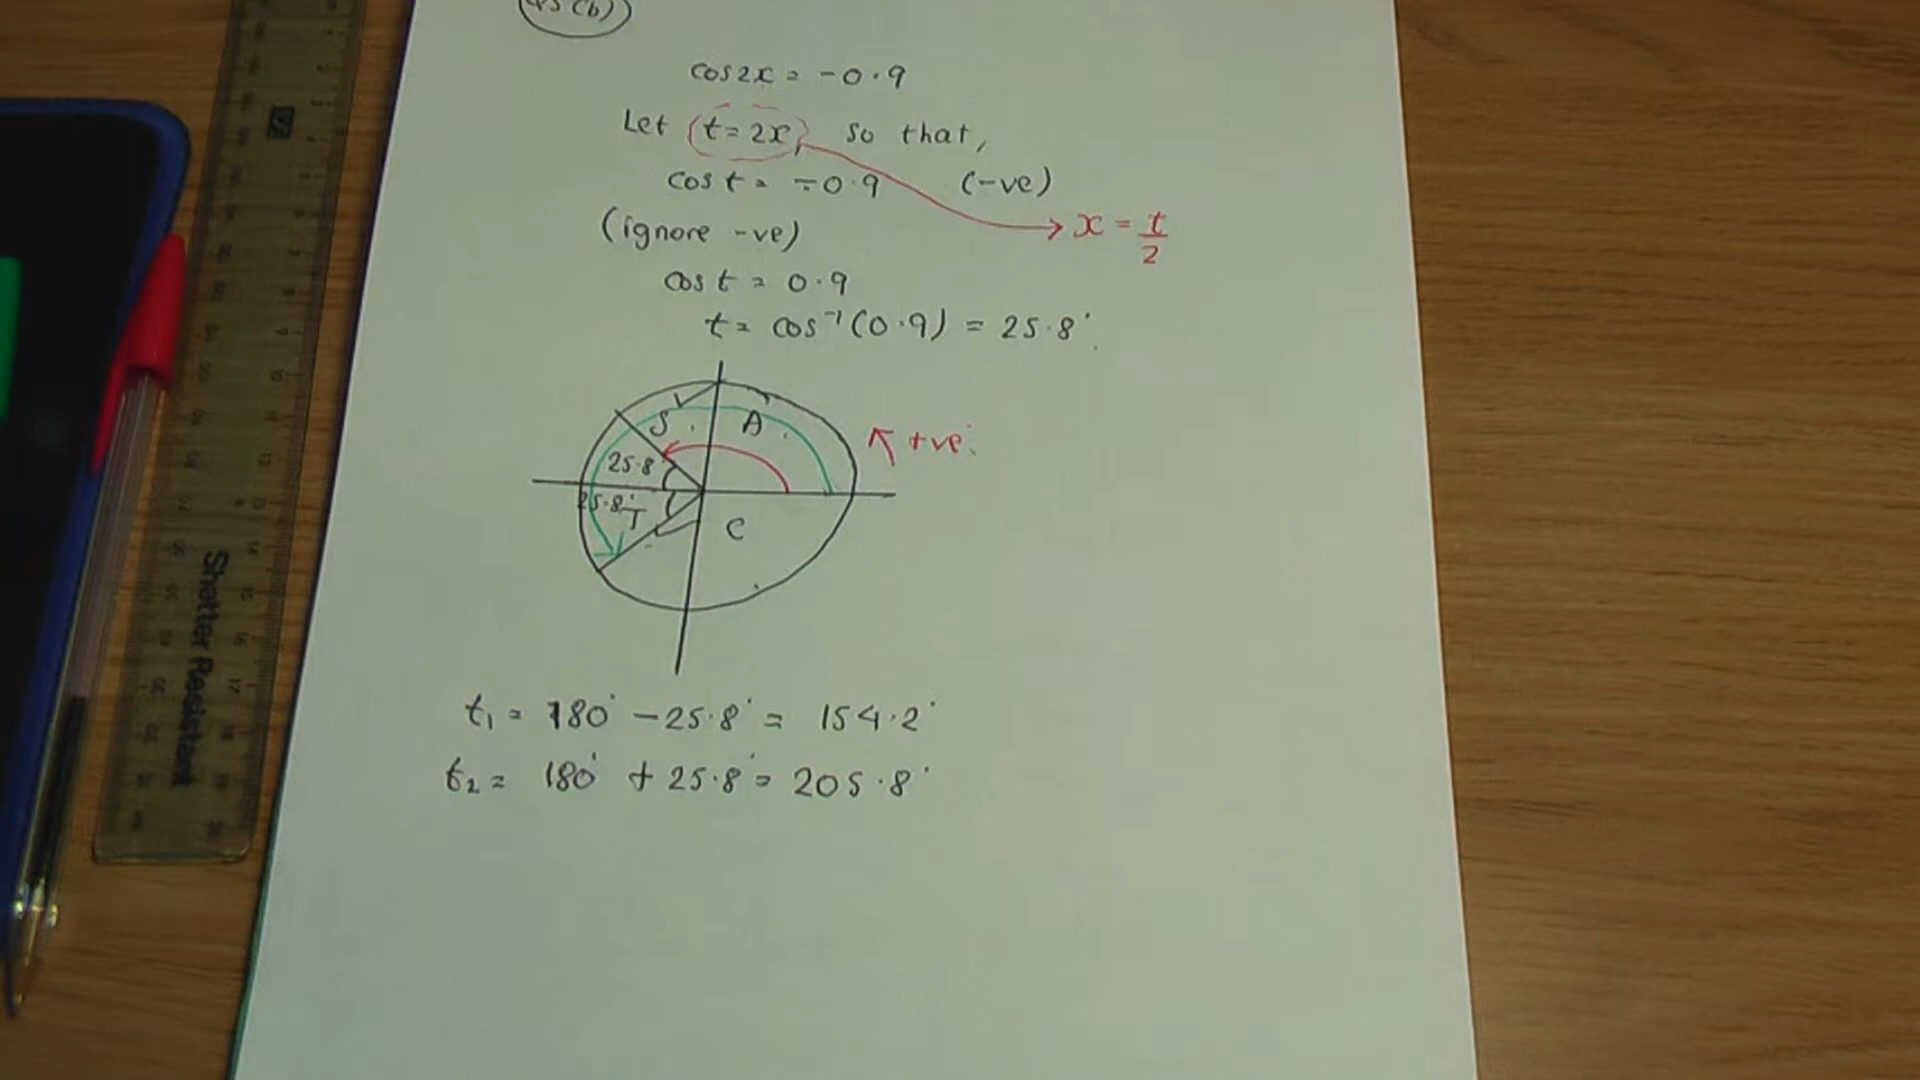 cos2x = -0.9
Let (t = 2x), so that,
cos t = -0.9 (-ve)
x = t/2
(ignore -ve)
cos t = 0.9
t = cos⁻¹(0.9) = 25.8°
S A
+ve
25.8
25.8° T C
t₁ = 180° - 25.8° = 154.2°
t₂ = 180° + 25.8° = 205.8°
Shatter Resistant